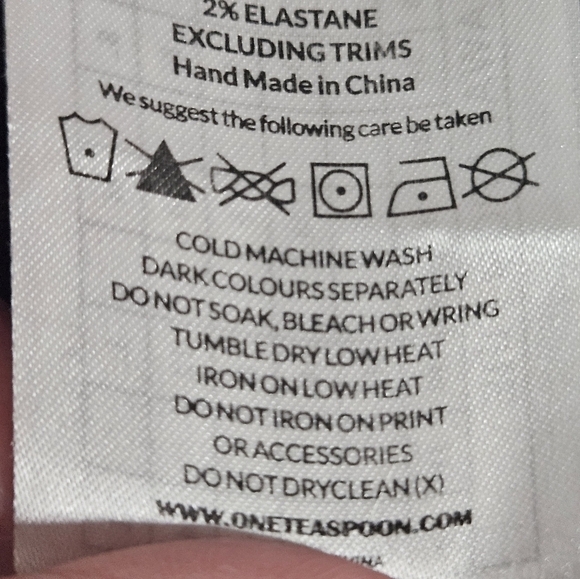 2% ELASTANE
EXCLUDING TRIMS
Hand Made in China
We suggest the following care be taken
COLD MACHINE WASH
DARK COLOURS SEPARATELY
DO NOT SOAK, BLEACH OR WRING
TUMBLE DRY LOW HEAT
IRON ON LOW HEAT
DO NOT IRON ON PRINT
OR ACCESSORIES
DO NOT DRYCLEAN (X)
WWW.ONETEASPOON.COM